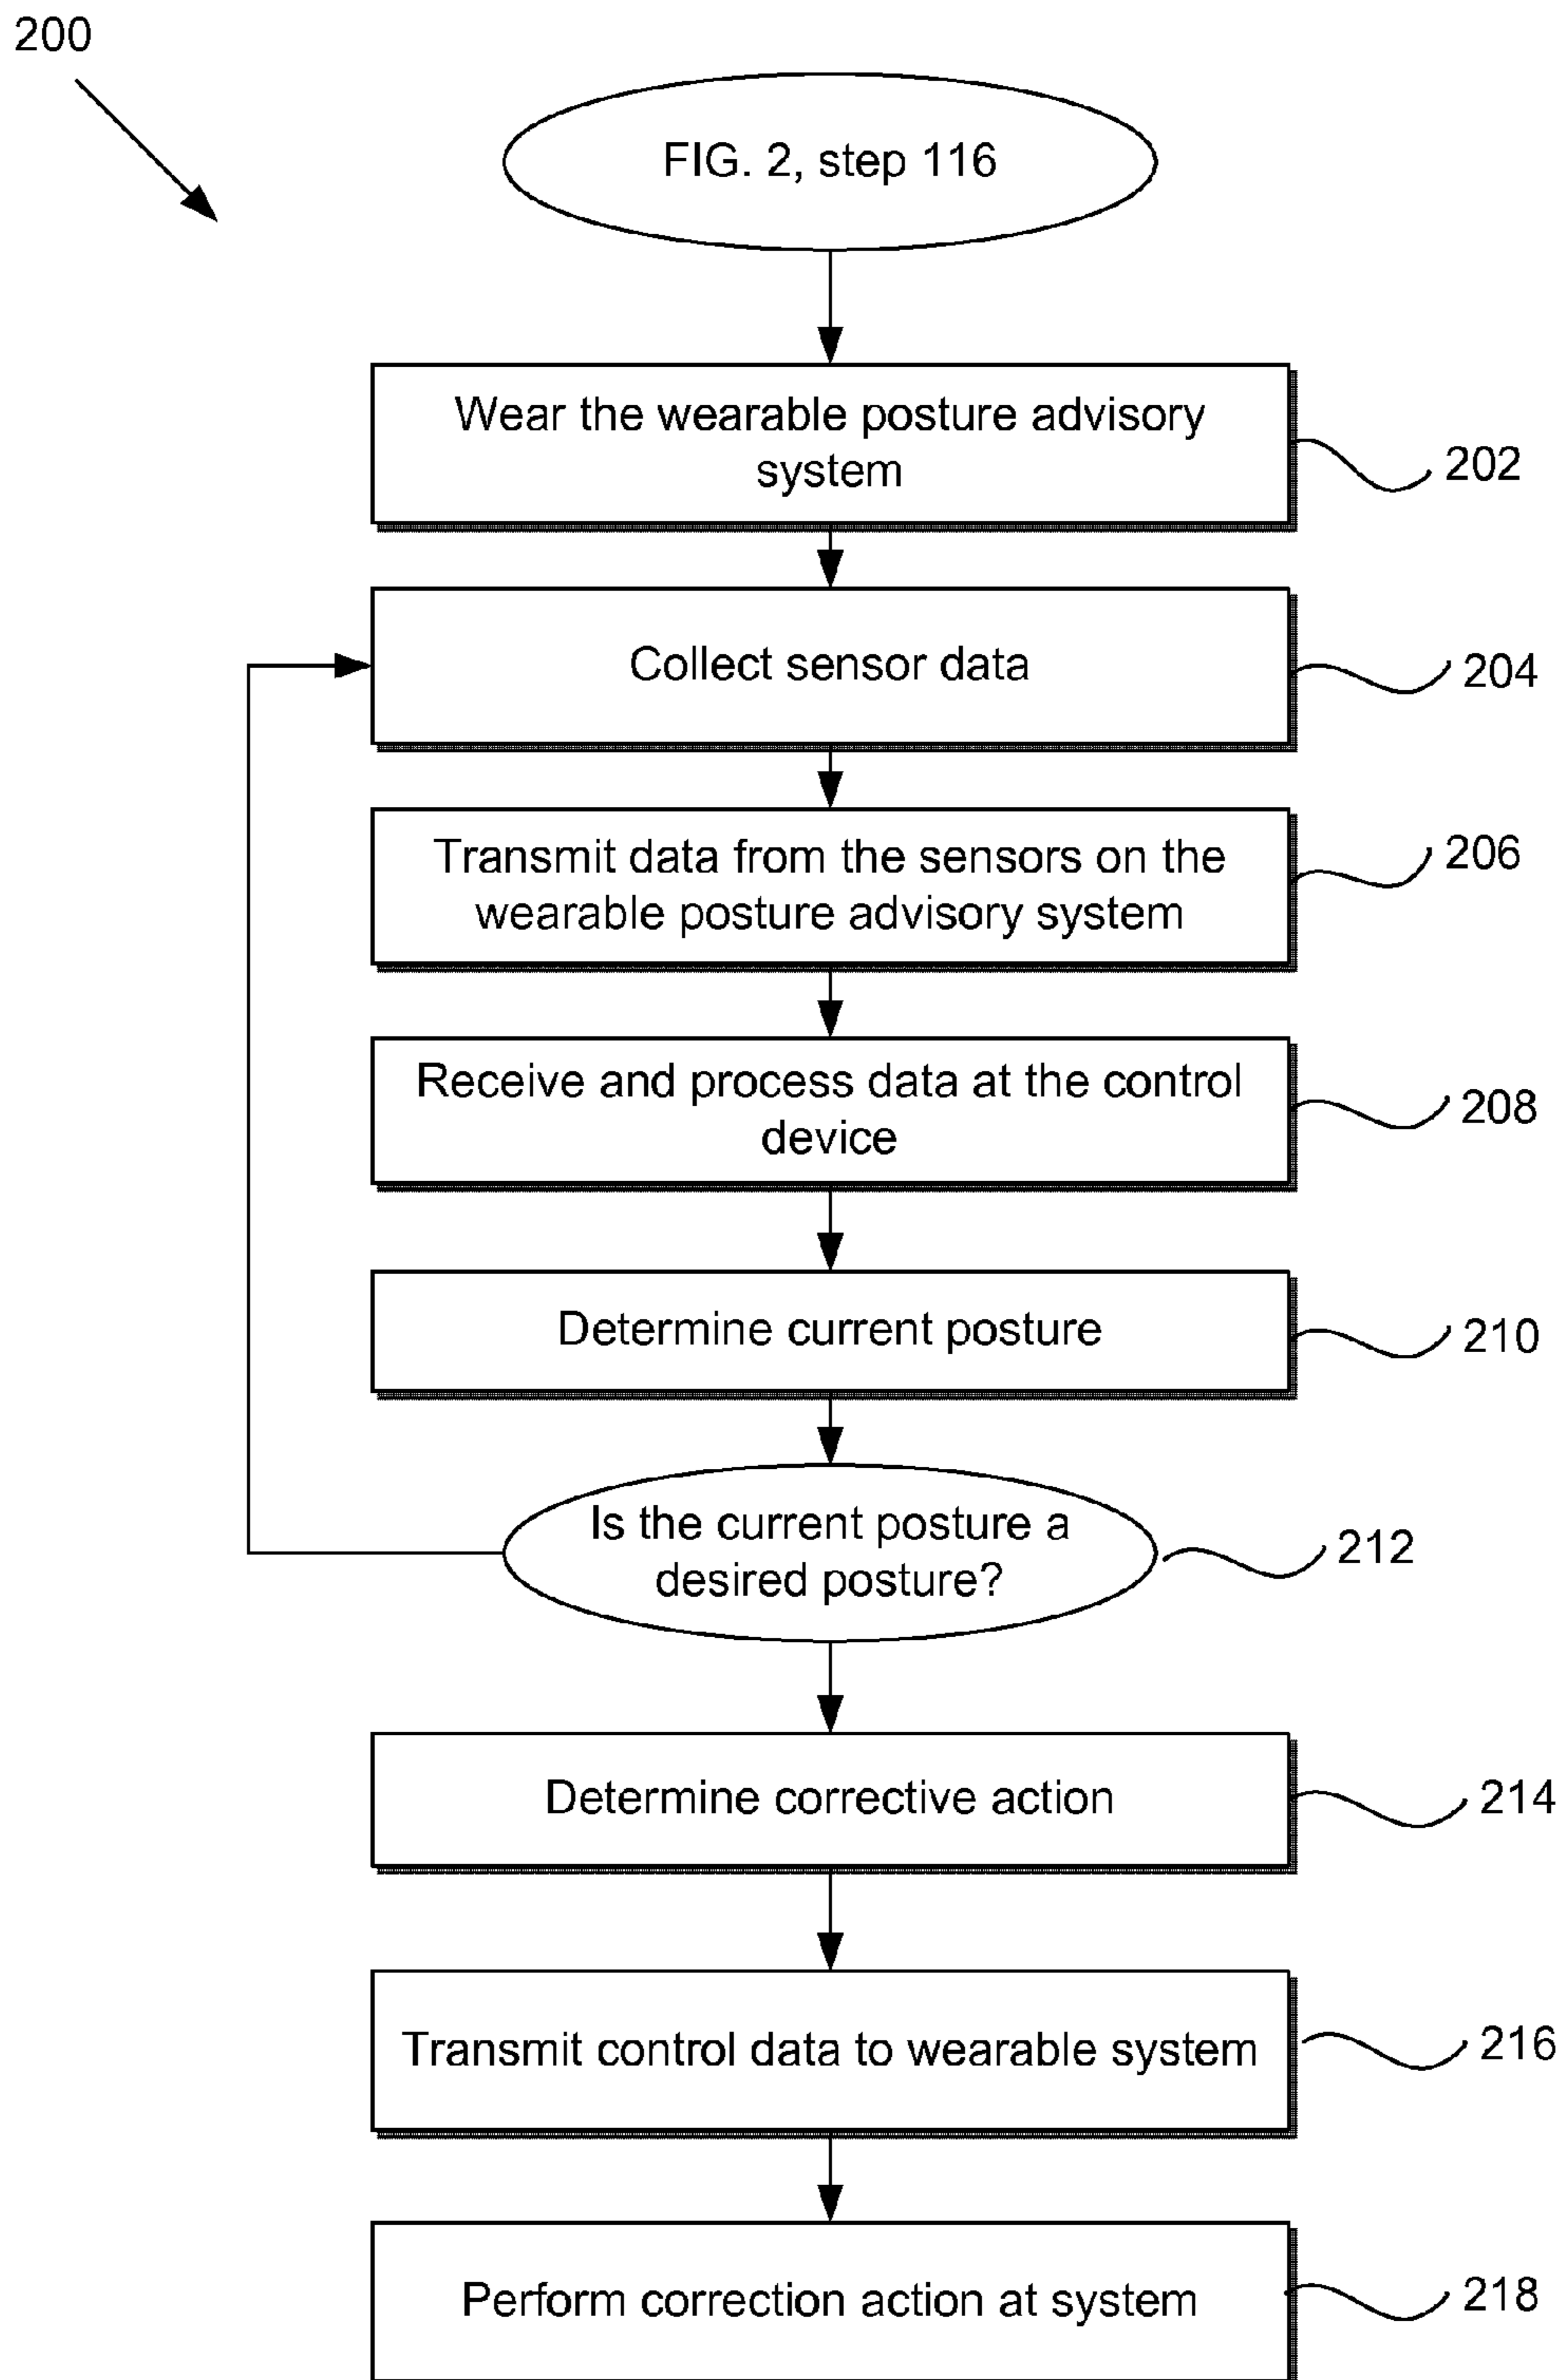 200
FIG. 2, step 116
Wear the wearable posture advisory
system
202
Collect sensor data
204
Transmit data from the sensors on the
wearable posture advisory system
206
Receive and process data at the control
device
208
Determine current posture
210
Is the current posture a
desired posture?
212
Determine corrective action
214
Transmit control data to wearable system
216
Perform correction action at system
218